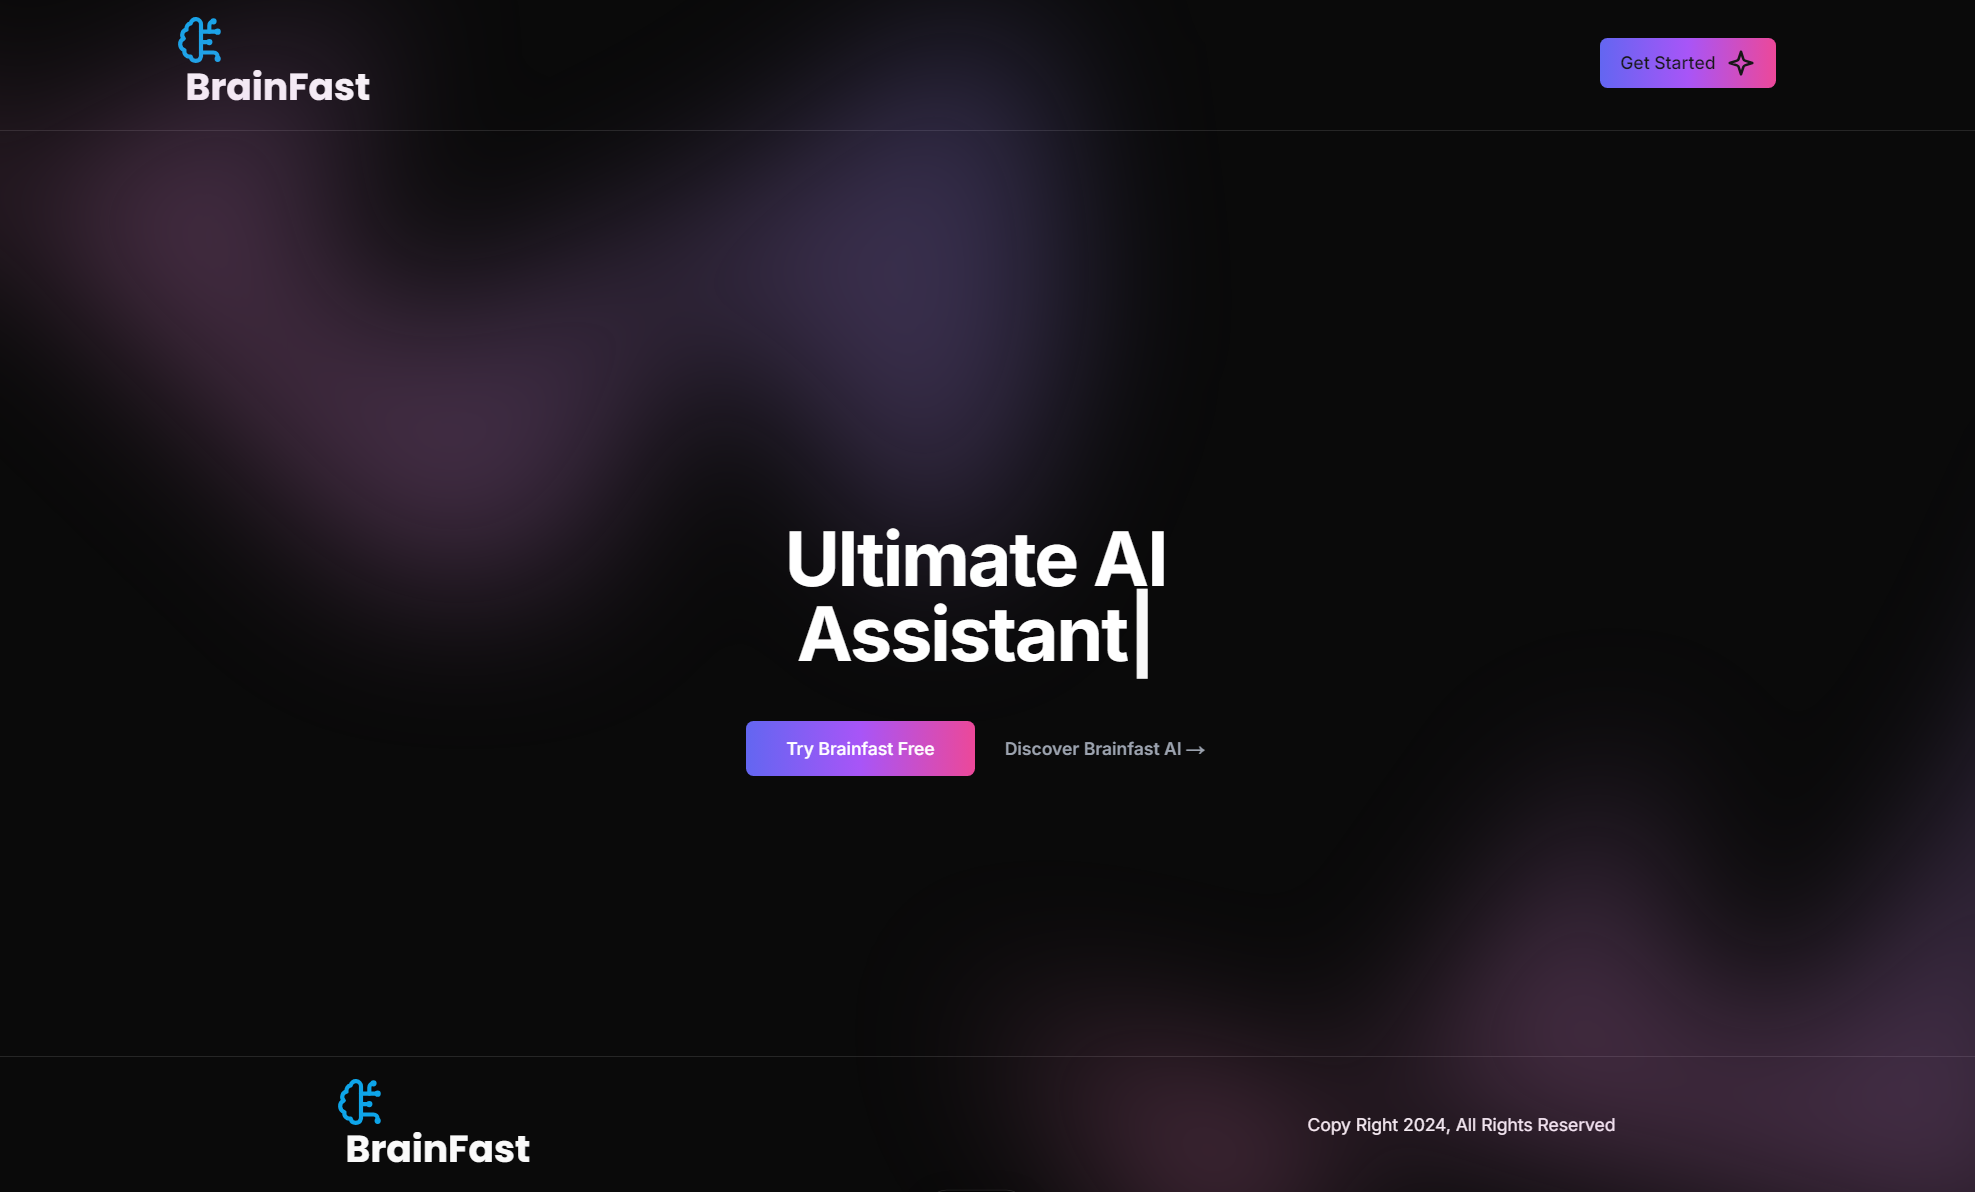 BrainFast
Get Started
Ultimate AI
Assistant|
Try Brainfast Free
Discover Brainfast AI →
BrainFast
Copy Right 2024, All Rights Reserved